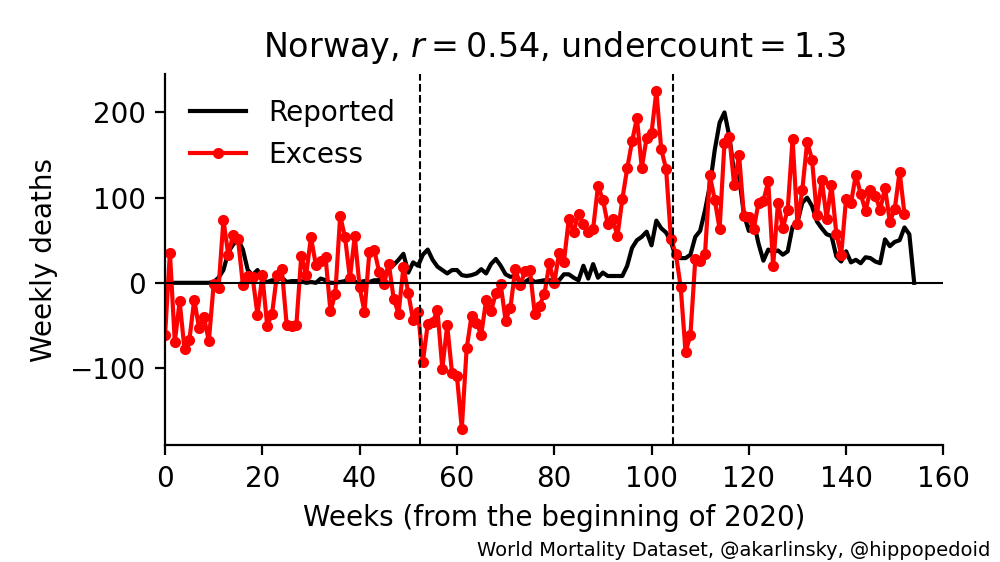 Norway, r = 0.54, undercount = 1.3
Reported
Excess
200
100
0
−100
Weekly deaths
0 20 40 60 80 100 120 140 160
Weeks (from the beginning of 2020)
World Mortality Dataset, @akarlinsky, @hippopedoid